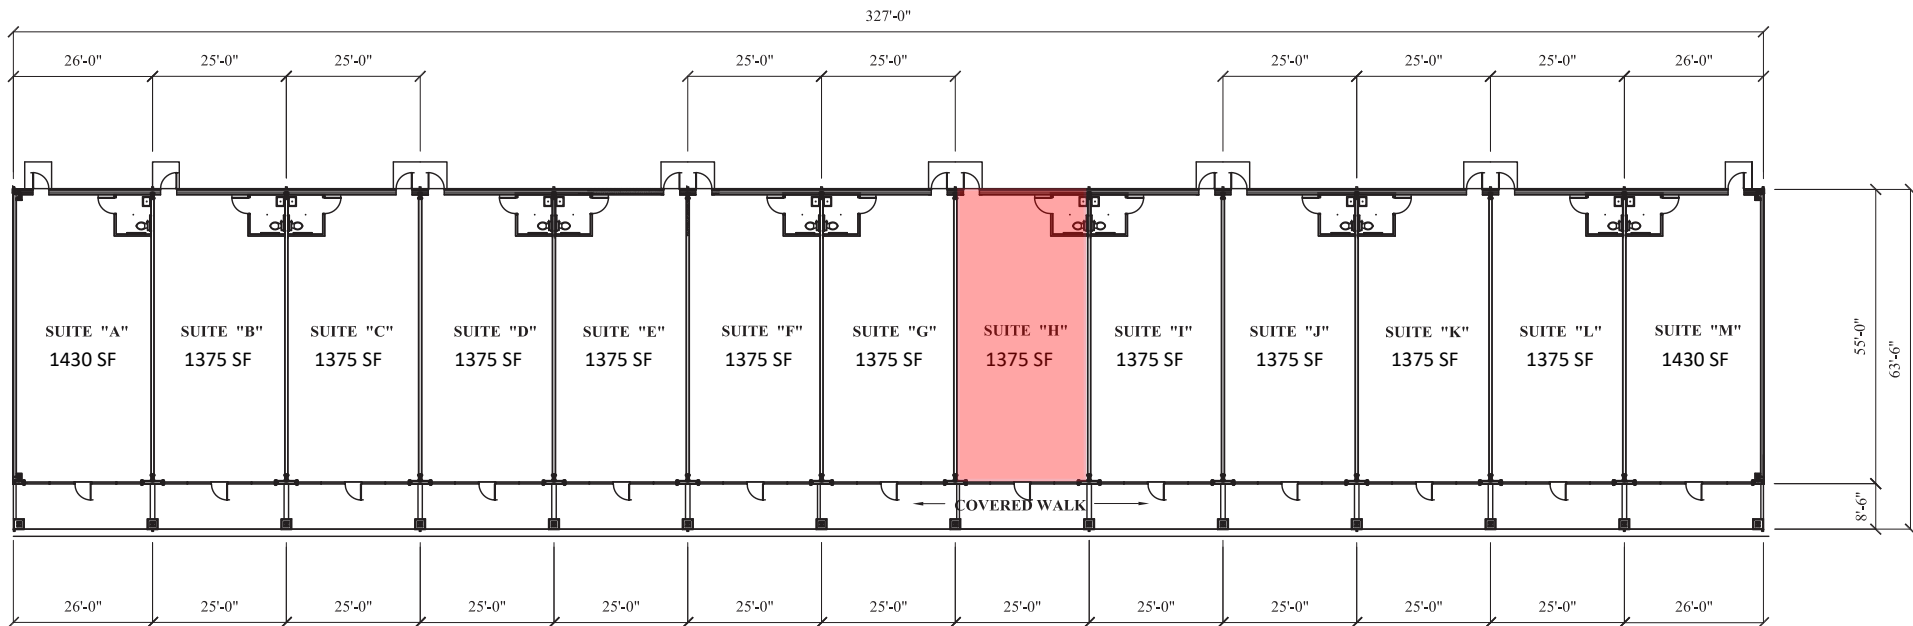 327'-0"
26'-0" 25'-0" 25'-0" 25'-0" 25'-0" 25'-0" 25'-0" 25'-0" 26'-0"
SUITE "A" SUITE "B" SUITE "C" SUITE "D" SUITE "E" SUITE "F" SUITE "G" SUITE "H" SUITE "I" SUITE "J" SUITE "K" SUITE "L" SUITE "M"
1430 SF 1375 SF 1375 SF 1375 SF 1375 SF 1375 SF 1375 SF 1375 SF 1375 SF 1375 SF 1375 SF 1375 SF 1430 SF
55'-0"
63'-6"
8'-6"
COVERED WALK
26'-0" 25'-0" 25'-0" 25'-0" 25'-0" 25'-0" 25'-0" 25'-0" 25'-0" 25'-0" 25'-0" 25'-0" 26'-0"